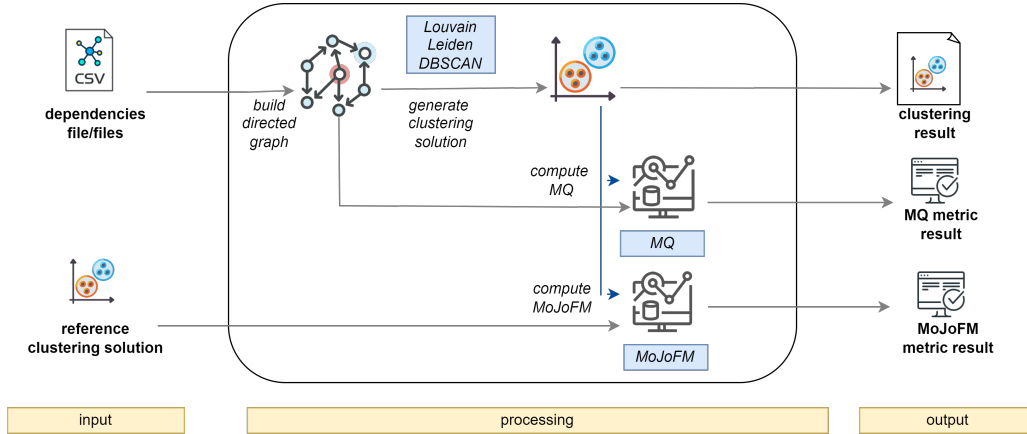 CSV
dependencies
file/files
build
directed
graph
Louvain
Leiden
DBSCAN
generate
clustering
solution
clustering
result
compute
MQ
MQ
MQ metric
result
reference
clustering solution
compute
MoJoFM
MoJoFM
MoJoFM
metric result
input
processing
output